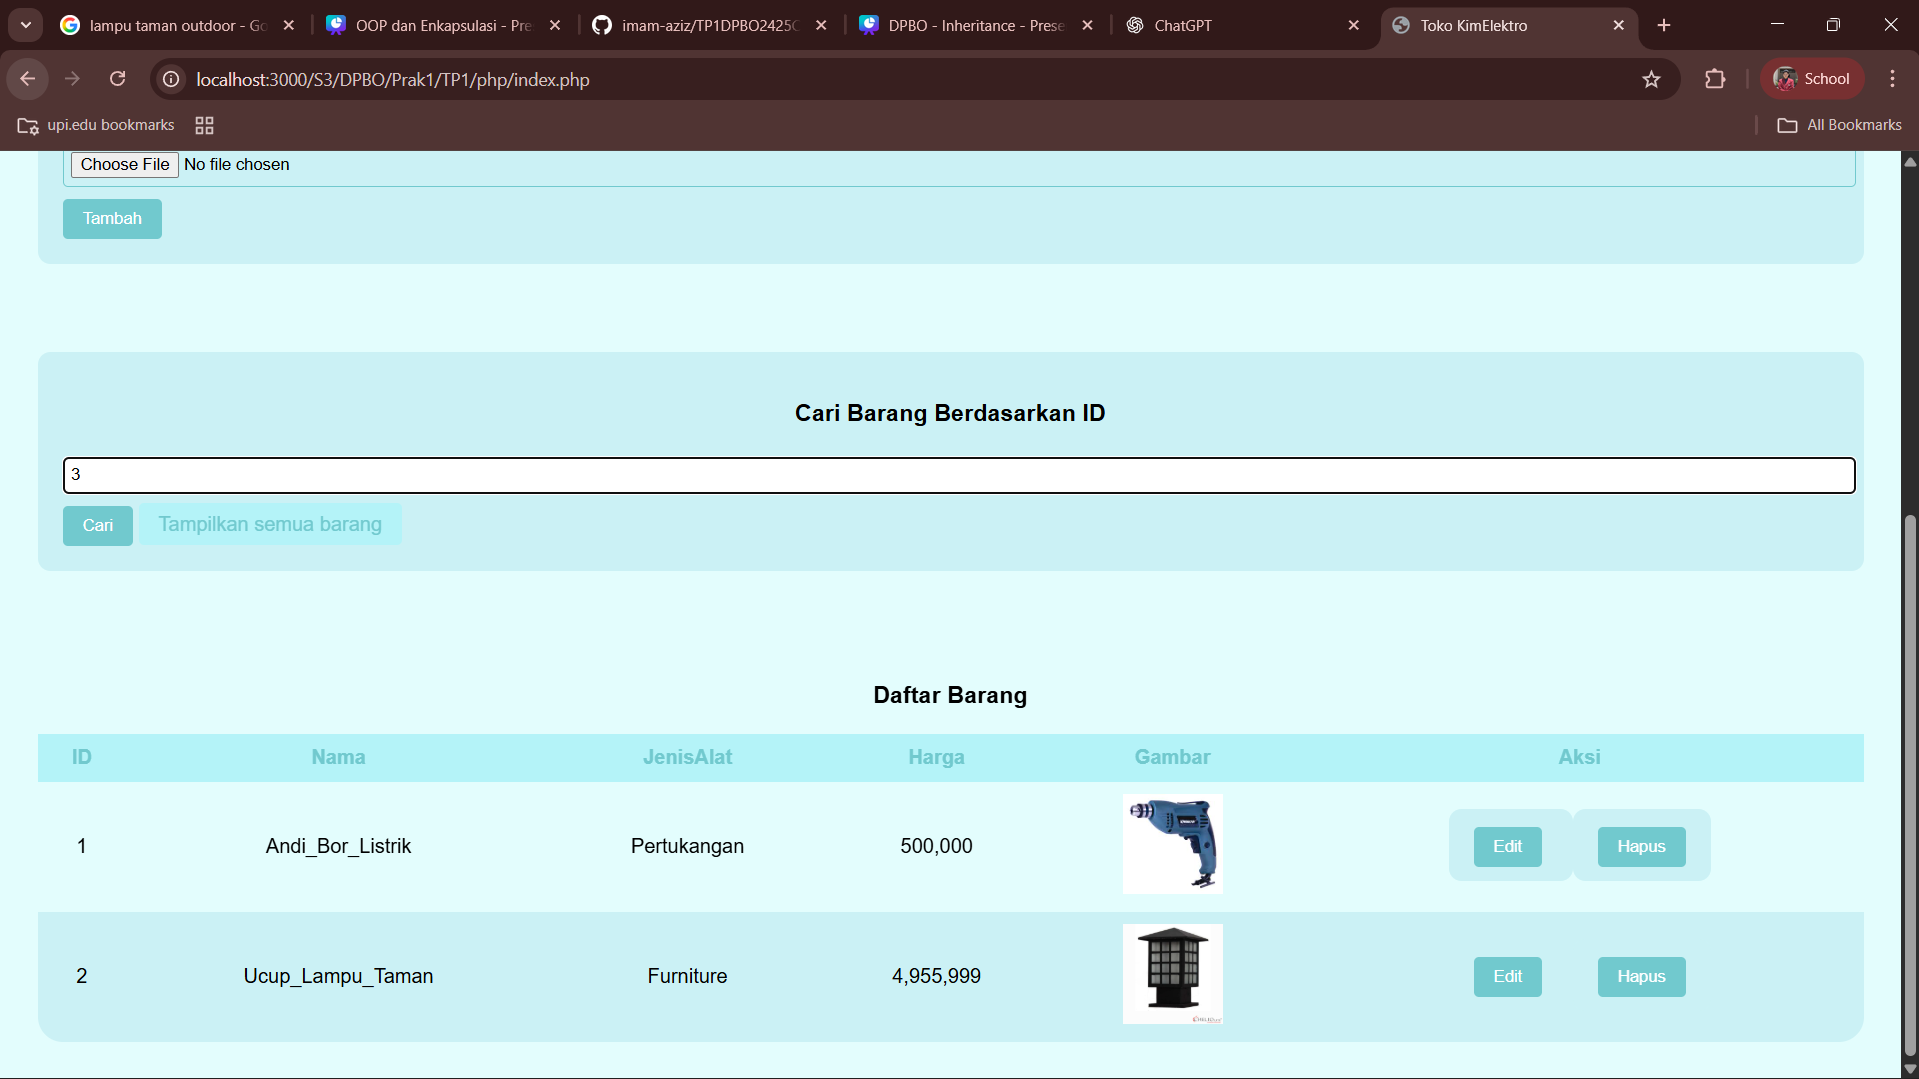 lampu taman outdoor - Go
OOP dan Enkapsulasi - Pre
imam-aziz/TP1DPBO2425C
DPBO - Inheritance - Prese
ChatGPT
Toko KimElektro
localhost:3000/S3/DPBO/Prak1/TP1/php/index.php
School
upi.edu bookmarks
All Bookmarks
Choose File No file chosen
Tambah
Cari Barang Berdasarkan ID
3
Cari Tampilkan semua barang
Daftar Barang
ID Nama JenisAlat Harga Gambar Aksi
1 Andi_Bor_Listrik Pertukangan 500,000 Edit Hapus
2 Ucup_Lampu_Taman Furniture 4,955,999 Edit Hapus